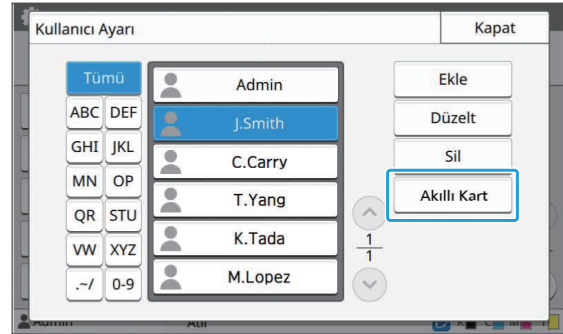 Kullanıcı Ayarı
Kapat
Tümü
ABC DEF
GHI JKL
MN OP
QR STU
VW XYZ
.~/ 0-9
Admin
J.Smith
C.Carry
T.Yang
K.Tada
M.Lopez
1
1
Ekle
Düzelt
Sil
Akıllı Kart
Admin